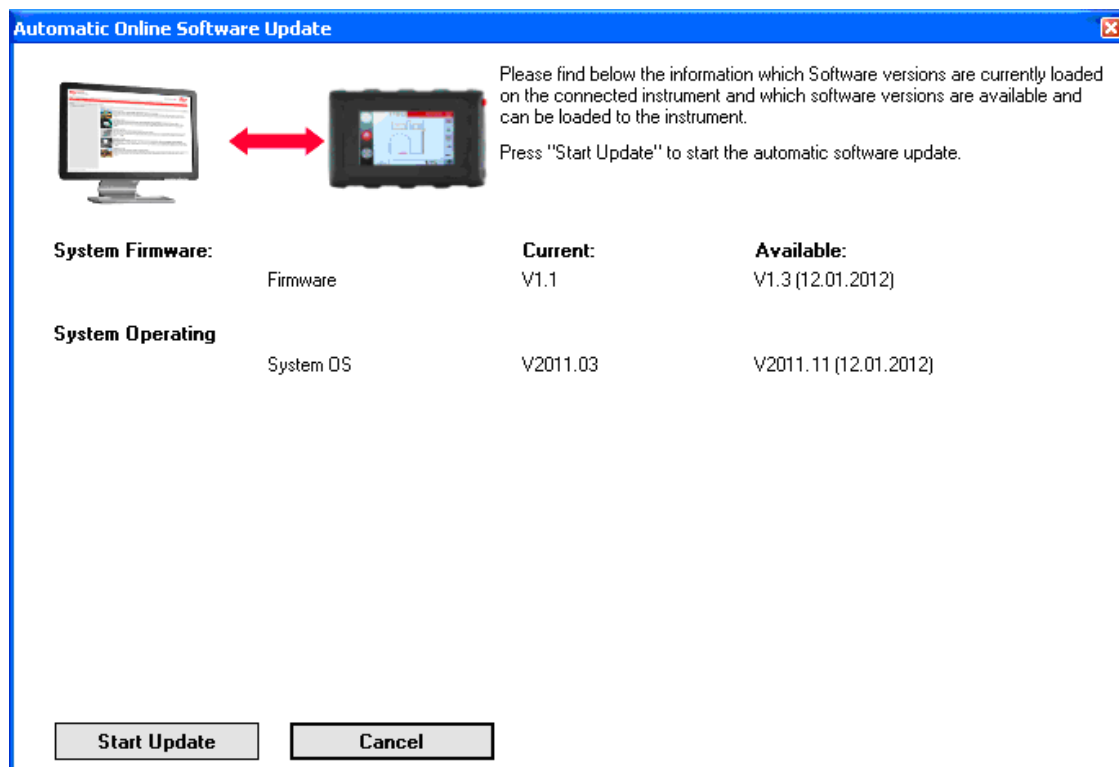 Automatic Online Software Update
Please find below the information which Software versions are currently loaded
on the connected instrument and which software versions are available and
can be loaded to the instrument.
Press "Start Update" to start the automatic software update.
System Firmware: Current: Available:
Firmware V1.1 V1.3 (12.01.2012)
System Operating
System OS V2011.03 V2011.11 (12.01.2012)
Start Update Cancel